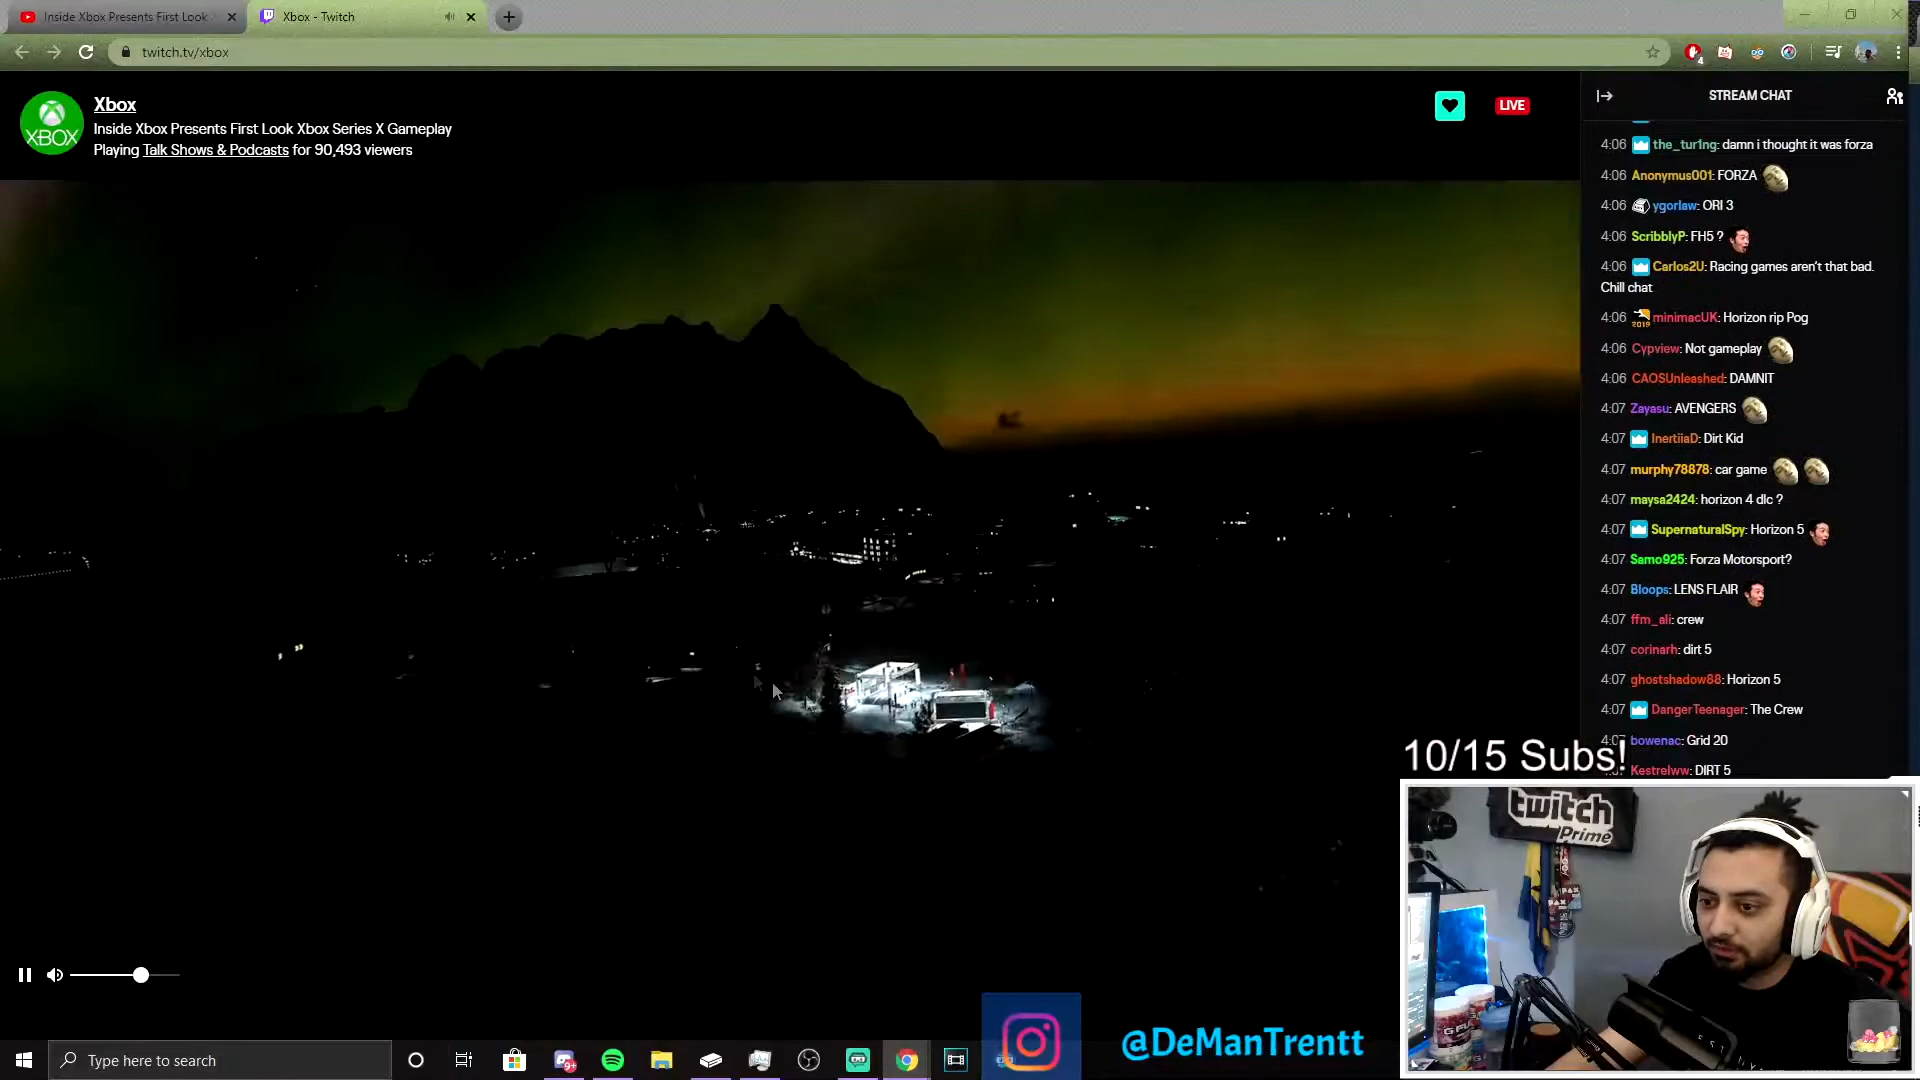 Inside Xbox Presents First Look
Xbox - Twitch
twitch.tv/xbox
4
XBOX
Xbox
Inside Xbox Presents First Look Xbox Series X Gameplay
Playing Talk Shows & Podcasts for 90,493 viewers
LIVE
STREAM CHAT
4:06 the_tur1ng: damn i thought it was forza
4:06 Anonymus001: FORZA
4:06 ygorlaw: ORI 3
4:06 ScribblyP: FH5 ?
4:06 Carlos2U: Racing games aren't that bad.
Chill chat
4:06 minimacUK: Horizon rip Pog
4:06 Cypview: Not gameplay
4:06 CAOSUnleashed: DAMNIT
4:07 Zayasu: AVENGERS
4:07 InertiiaD: Dirt Kid
4:07 murphy78878: car game
4:07 maysa2424: horizon 4 dlc ?
4:07 SupernaturalSpy: Horizon 5
4:07 Samo925: Forza Motorsport?
4:07 Bloops: LENS FLAIR
4:07 ffm_ali: crew
4:07 corinarh: dirt 5
4:07 ghostshadow88: Horizon 5
4:07 DangerTeenager: The Crew
bowenac: Grid 20
Kestrelww: DIRT 5
10/15 Subs!
twitch
Prime
PAX
PAX
@DeManTrentt
Type here to search
9+